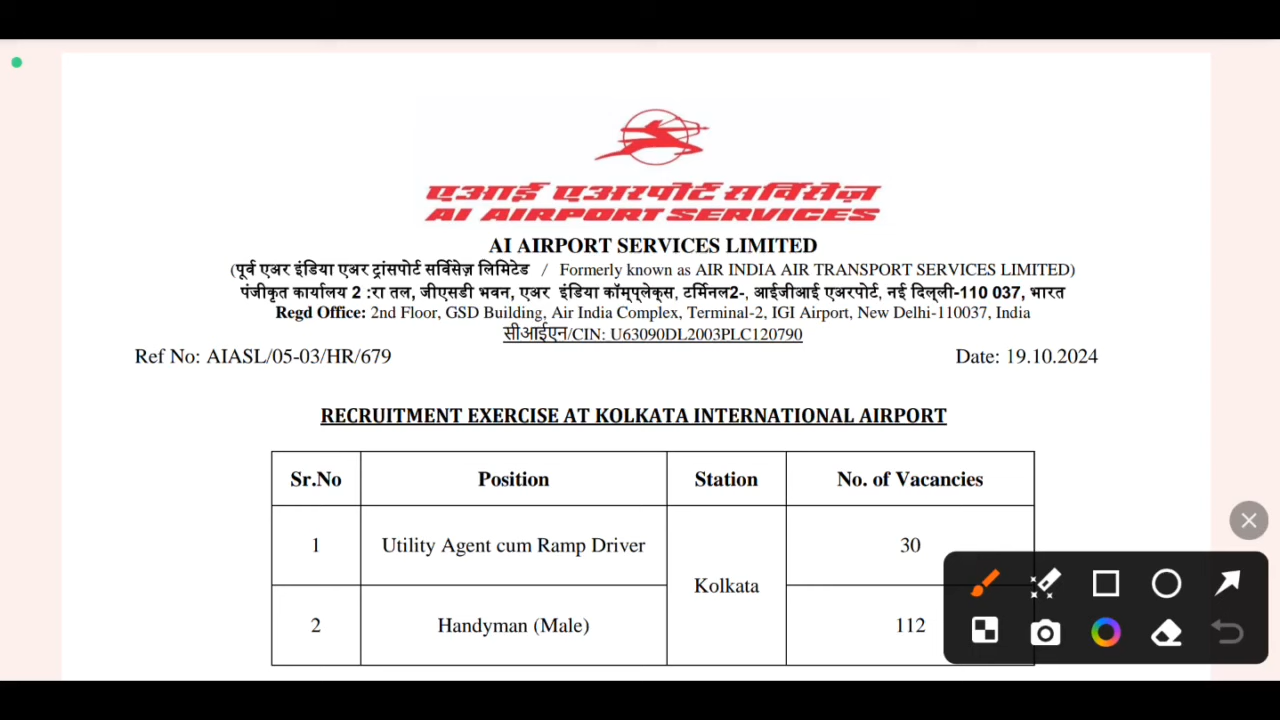 एआई एअरपोर्ट सर्विसेज़
AI AIRPORT SERVICES
AI AIRPORT SERVICES LIMITED
(पूर्व एअर इंडिया एअर ट्रांसपोर्ट सर्विसेज़ लिमिटेड / Formerly known as AIR INDIA AIR TRANSPORT SERVICES LIMITED)
पंजीकृत कार्यालय 2 :रा तल, जीएसडी भवन, एअर इंडिया कॉम्प्लेक्स, टर्मिनल2-, आईजीआई एअरपोर्ट, नई दिल्ली-110 037, भारत
Regd Office: 2nd Floor, GSD Building, Air India Complex, Terminal-2, IGI Airport, New Delhi-110037, India
सीआईएन/CIN: U63090DL2003PLC120790
Ref No: AIASL/05-03/HR/679 Date: 19.10.2024
RECRUITMENT EXERCISE AT KOLKATA INTERNATIONAL AIRPORT
Sr.No Position Station No. of Vacancies
1 Utility Agent cum Ramp Driver 30
Kolkata
2 Handyman (Male) 112